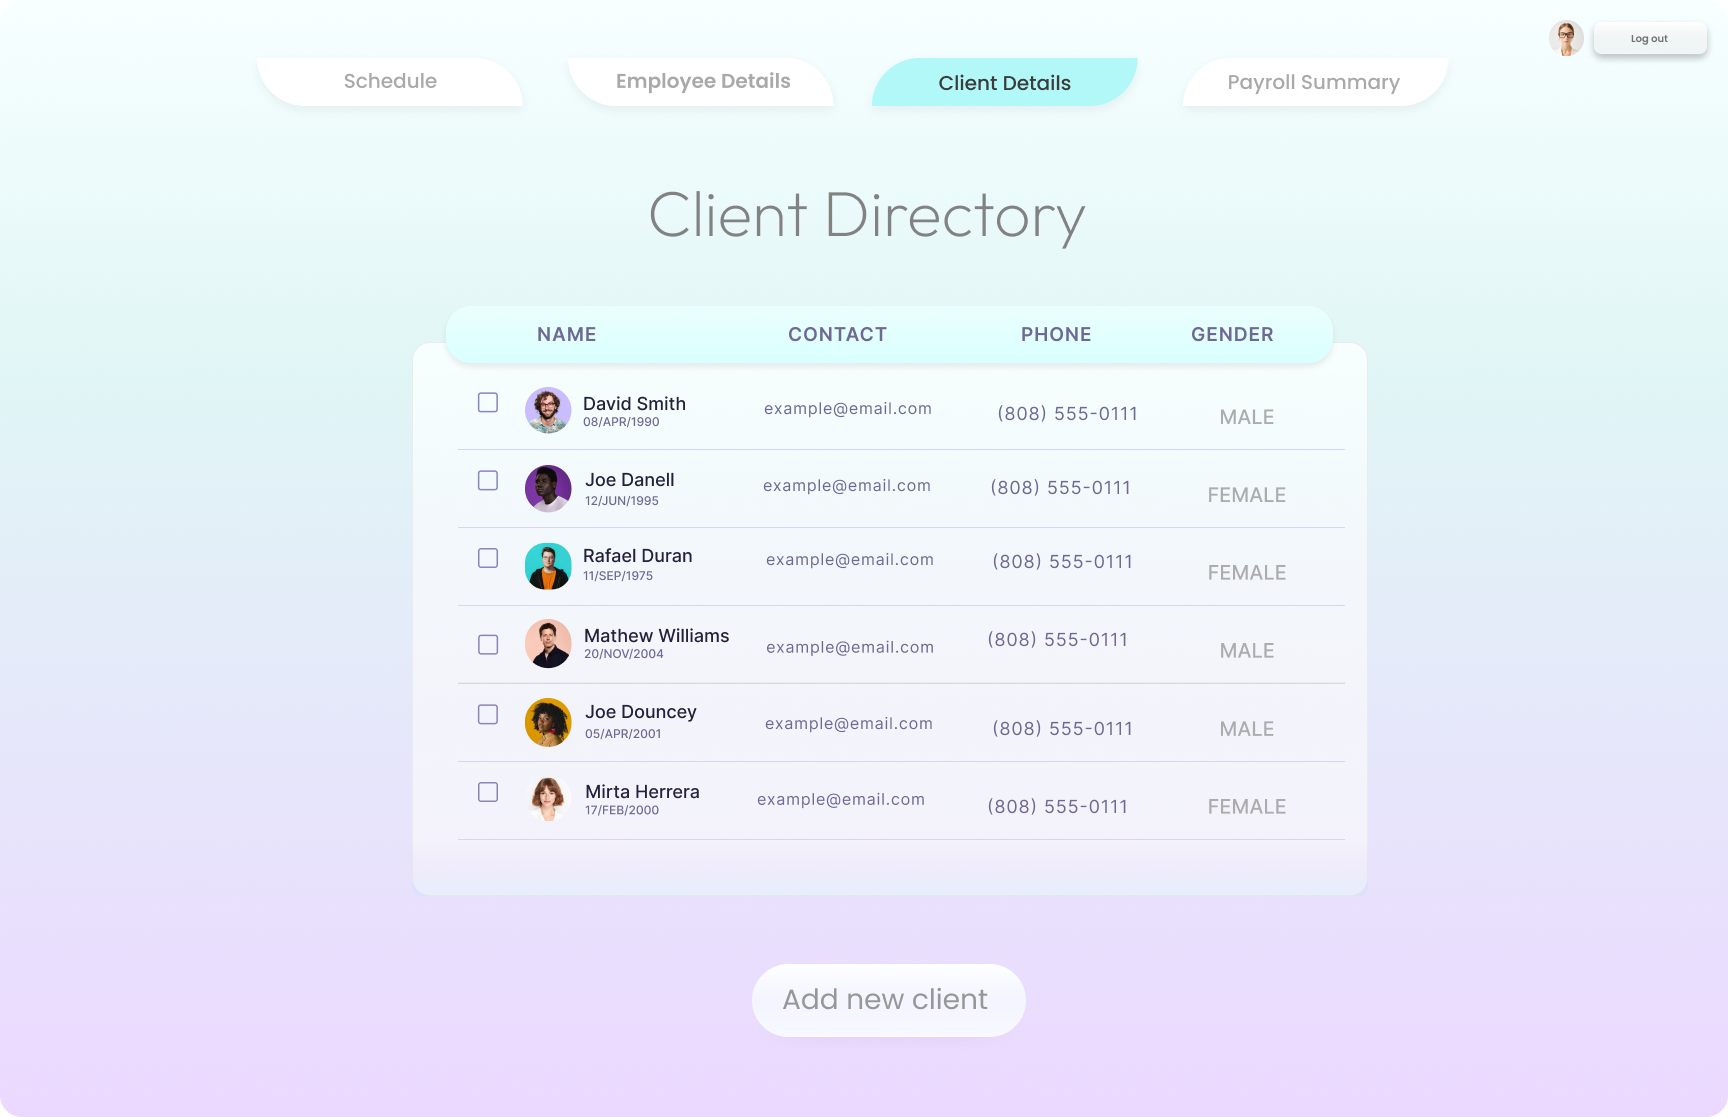 Log out
Schedule
Employee Details
Client Details
Payroll Summary
Client Directory
NAME CONTACT PHONE GENDER
David Smith example@email.com (808) 555-0111 MALE
08/APR/1990
Joe Danell example@email.com (808) 555-0111 FEMALE
12/JUN/1995
Rafael Duran example@email.com (808) 555-0111 FEMALE
11/SEP/1975
Mathew Williams example@email.com (808) 555-0111 MALE
20/NOV/2004
Joe Douncey example@email.com (808) 555-0111 MALE
05/APR/2001
Mirta Herrera example@email.com (808) 555-0111 FEMALE
17/FEB/2000
Add new client